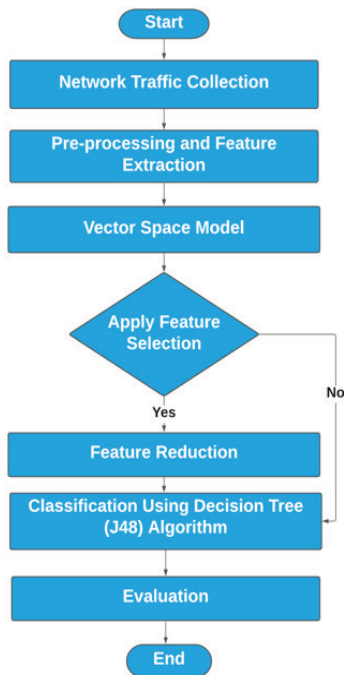 Start
Network Traffic Collection
Pre-processing and Feature
Extraction
Vector Space Model
Apply Feature
Selection
No
Yes
Feature Reduction
Classification Using Decision Tree
(J48) Algorithm
Evaluation
End